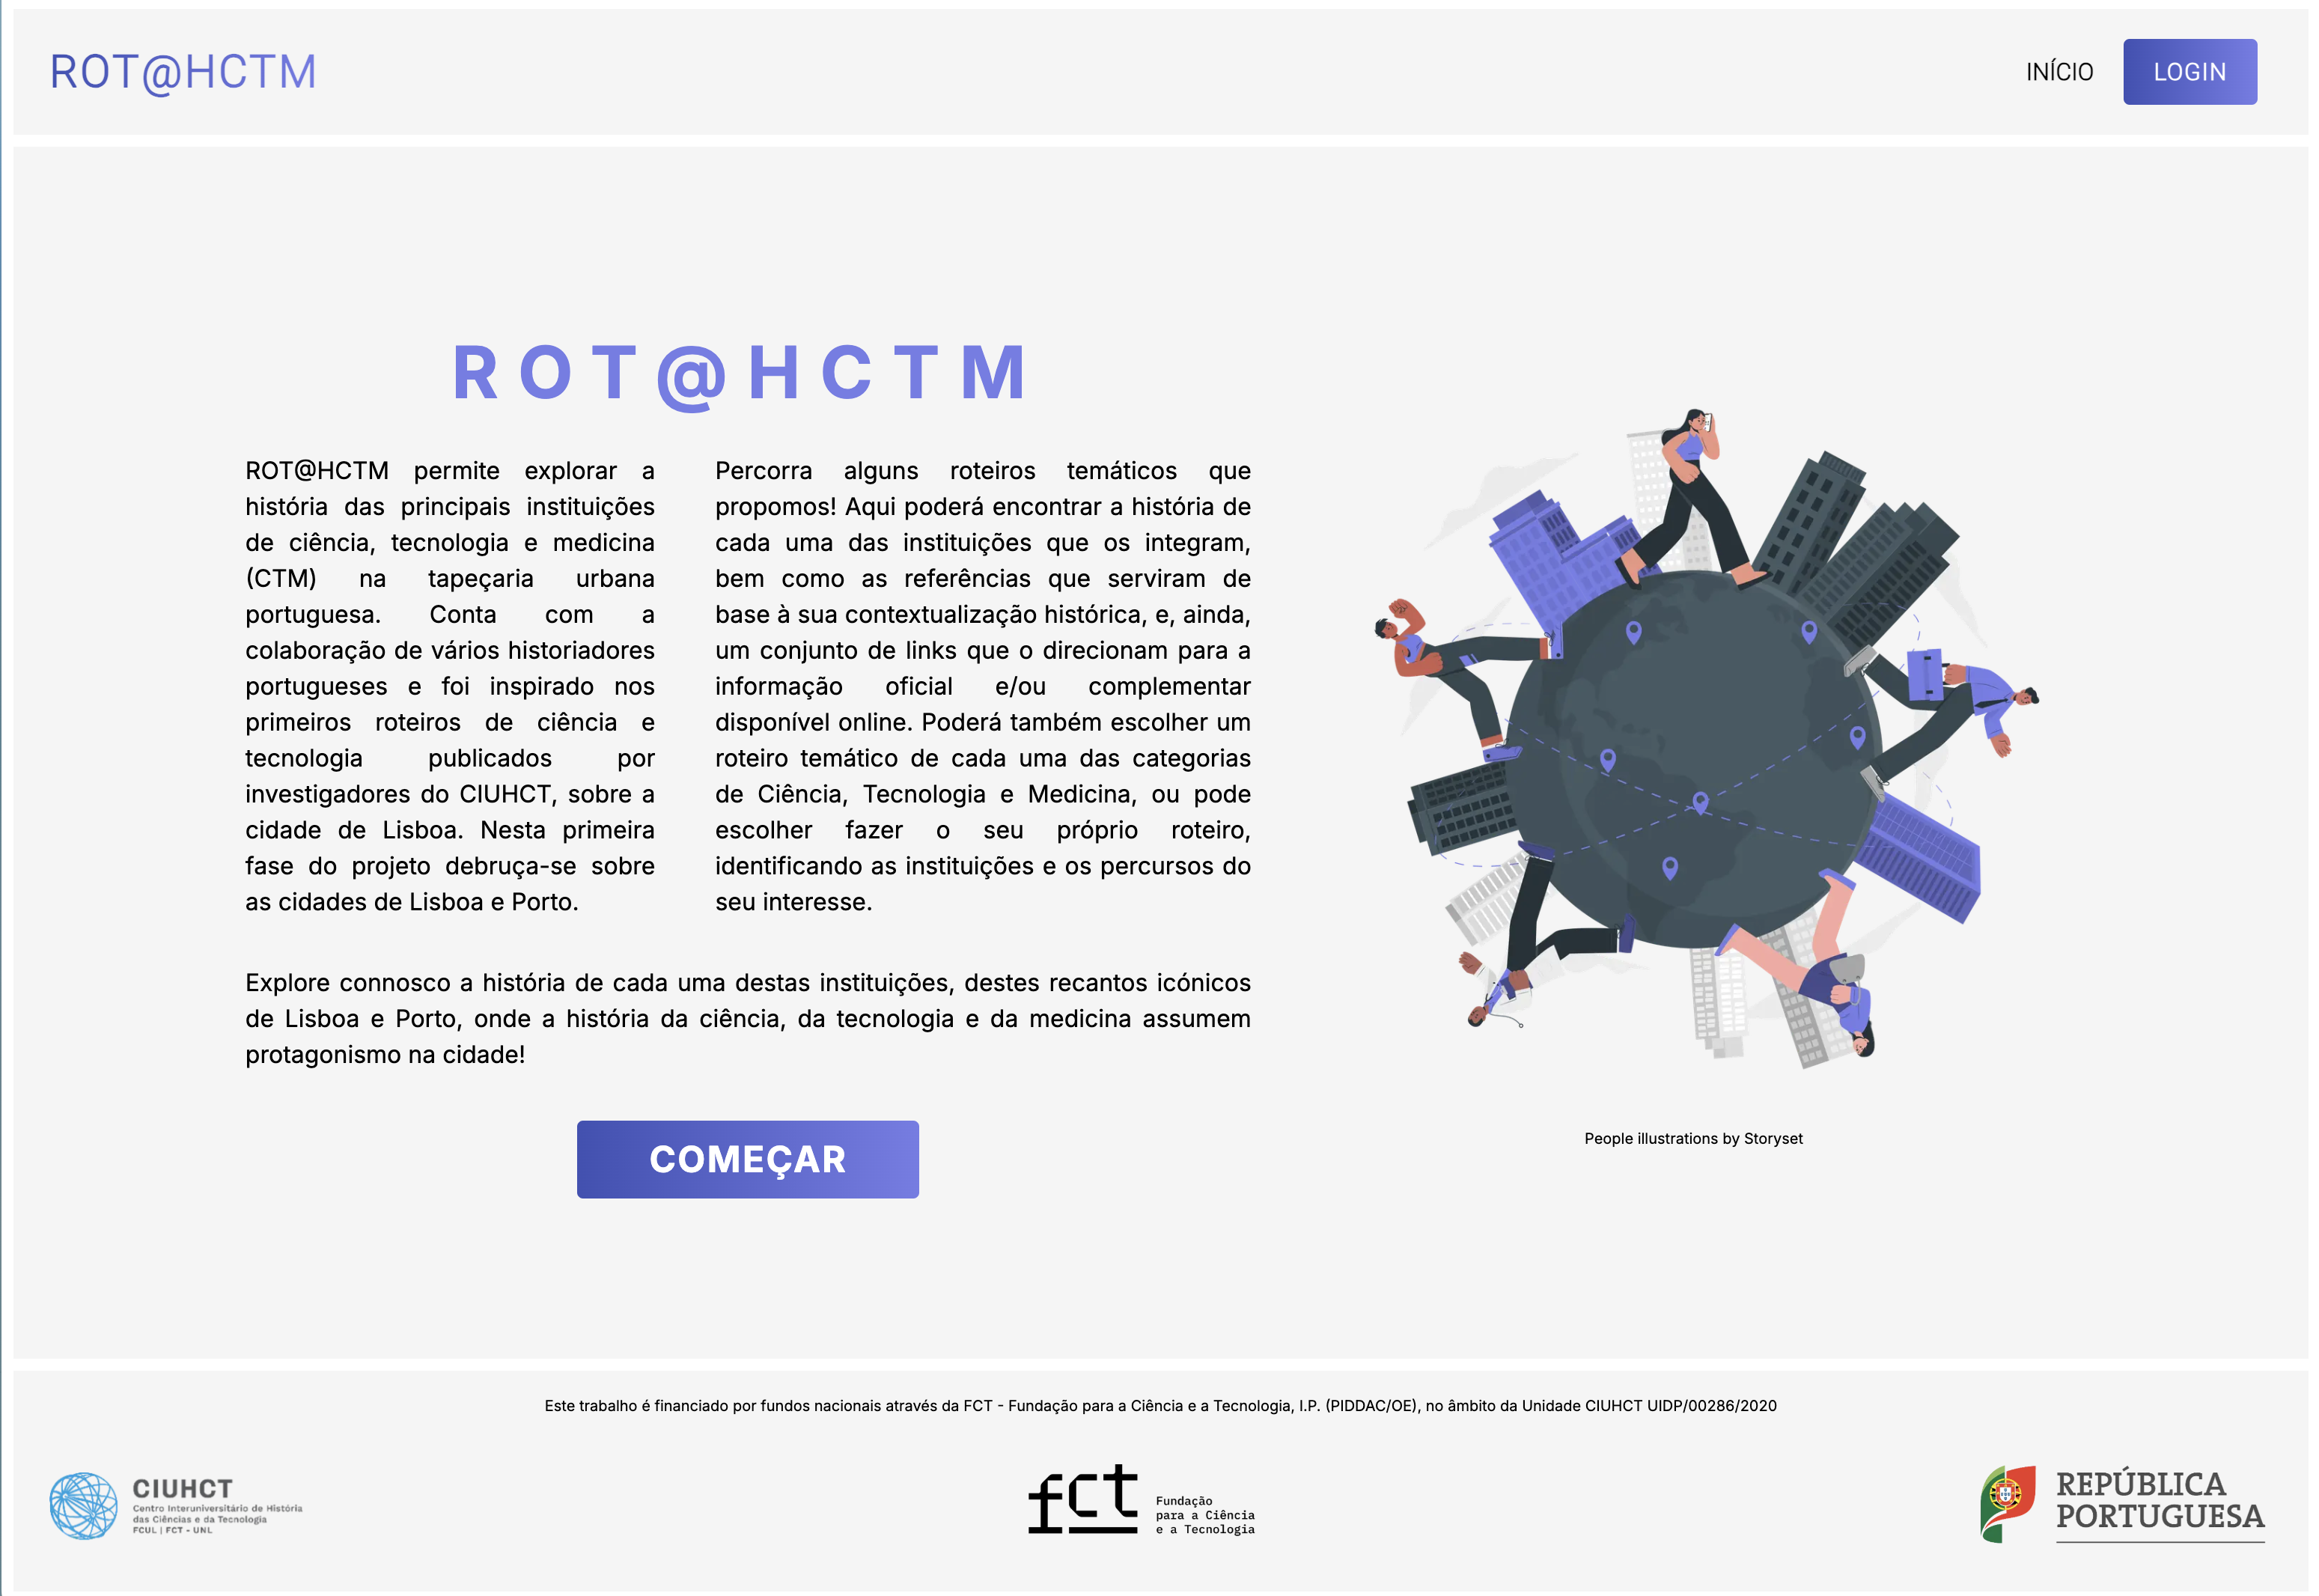 ROT@HCTM
INÍCIO
LOGIN
ROT@HCTM
ROT@HCTM permite explorar a
história das principais instituições
de ciência, tecnologia e medicina
(CTM) na tapeçaria urbana
portuguesa. Conta com a
colaboração de vários historiadores
portugueses e foi inspirado nos
primeiros roteiros de ciência e
tecnologia publicados por
investigadores do CIUHCT, sobre a
cidade de Lisboa. Nesta primeira
fase do projeto debruça-se sobre
as cidades de Lisboa e Porto.
Percorra alguns roteiros temáticos que
propomos! Aqui poderá encontrar a história de
cada uma das instituições que os integram,
bem como as referências que serviram de
base à sua contextualização histórica, e, ainda,
um conjunto de links que o direcionam para a
informação oficial e/ou complementar
disponível online. Poderá também escolher um
roteiro temático de cada uma das categorias
de Ciência, Tecnologia e Medicina, ou pode
escolher fazer o seu próprio roteiro,
identificando as instituições e os percursos do
seu interesse.
Explore connosco a história de cada uma destas instituições, destes recantos icónicos
de Lisboa e Porto, onde a história da ciência, da tecnologia e da medicina assumem
protagonismo na cidade!
COMEÇAR
People illustrations by Storyset
Este trabalho é financiado por fundos nacionais através da FCT - Fundação para a Ciência e a Tecnologia, I.P. (PIDDAC/OE), no âmbito da Unidade CIUHCT UIDP/00286/2020
CIUHCT
Centro Interuniversitário de História
das Ciências e da Tecnologia
FCUL | FCT - UNL
fct
Fundação
para a Ciência
e a Tecnologia
REPÚBLICA
PORTUGUESA